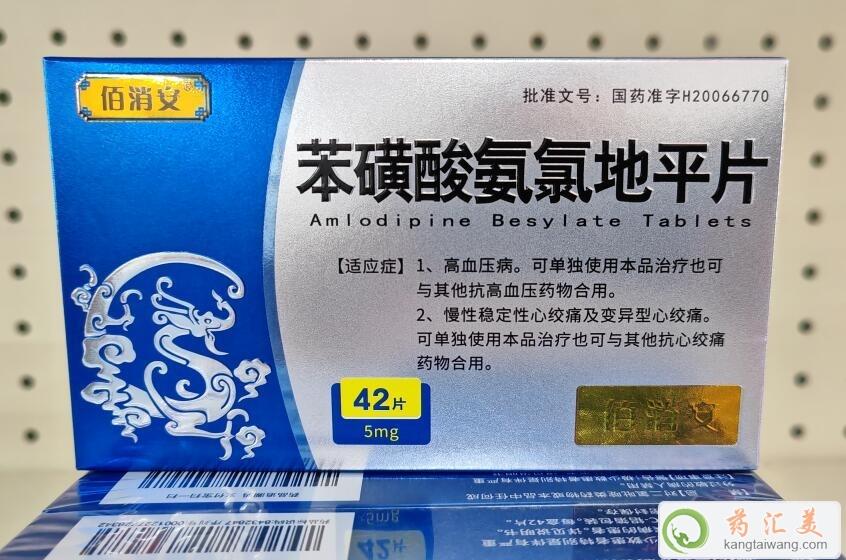 佰消安®
批准文号：国药准字H20066770
苯磺酸氨氯地平片
Amlodipine Besylate Tablets
【适应症】1、高血压病。可单独使用本品治疗也可
与其他抗高血压药物合用。
2、慢性稳定性心绞痛及变异型心绞痛。
可单独使用本品治疗也可与其他抗心绞痛
药物合用。
42片
5mg
佰消安
5mg
42片
药汇美
kangtaiwang.com